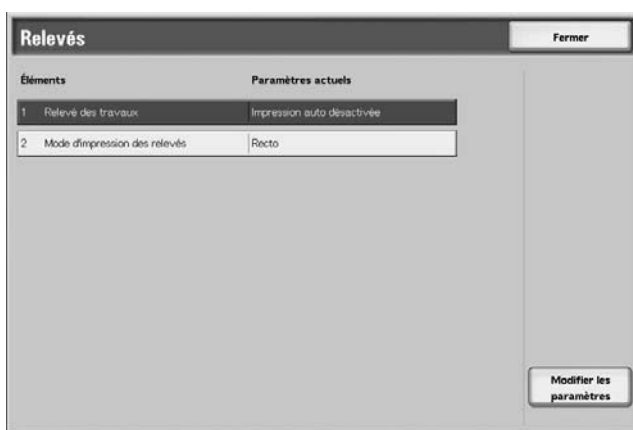 Relevés
Fermer
Éléments Paramètres actuels
1 Relevé des travaux Impression auto désactivée
2 Mode d'impression des relevés Recto
Modifier les
paramètres